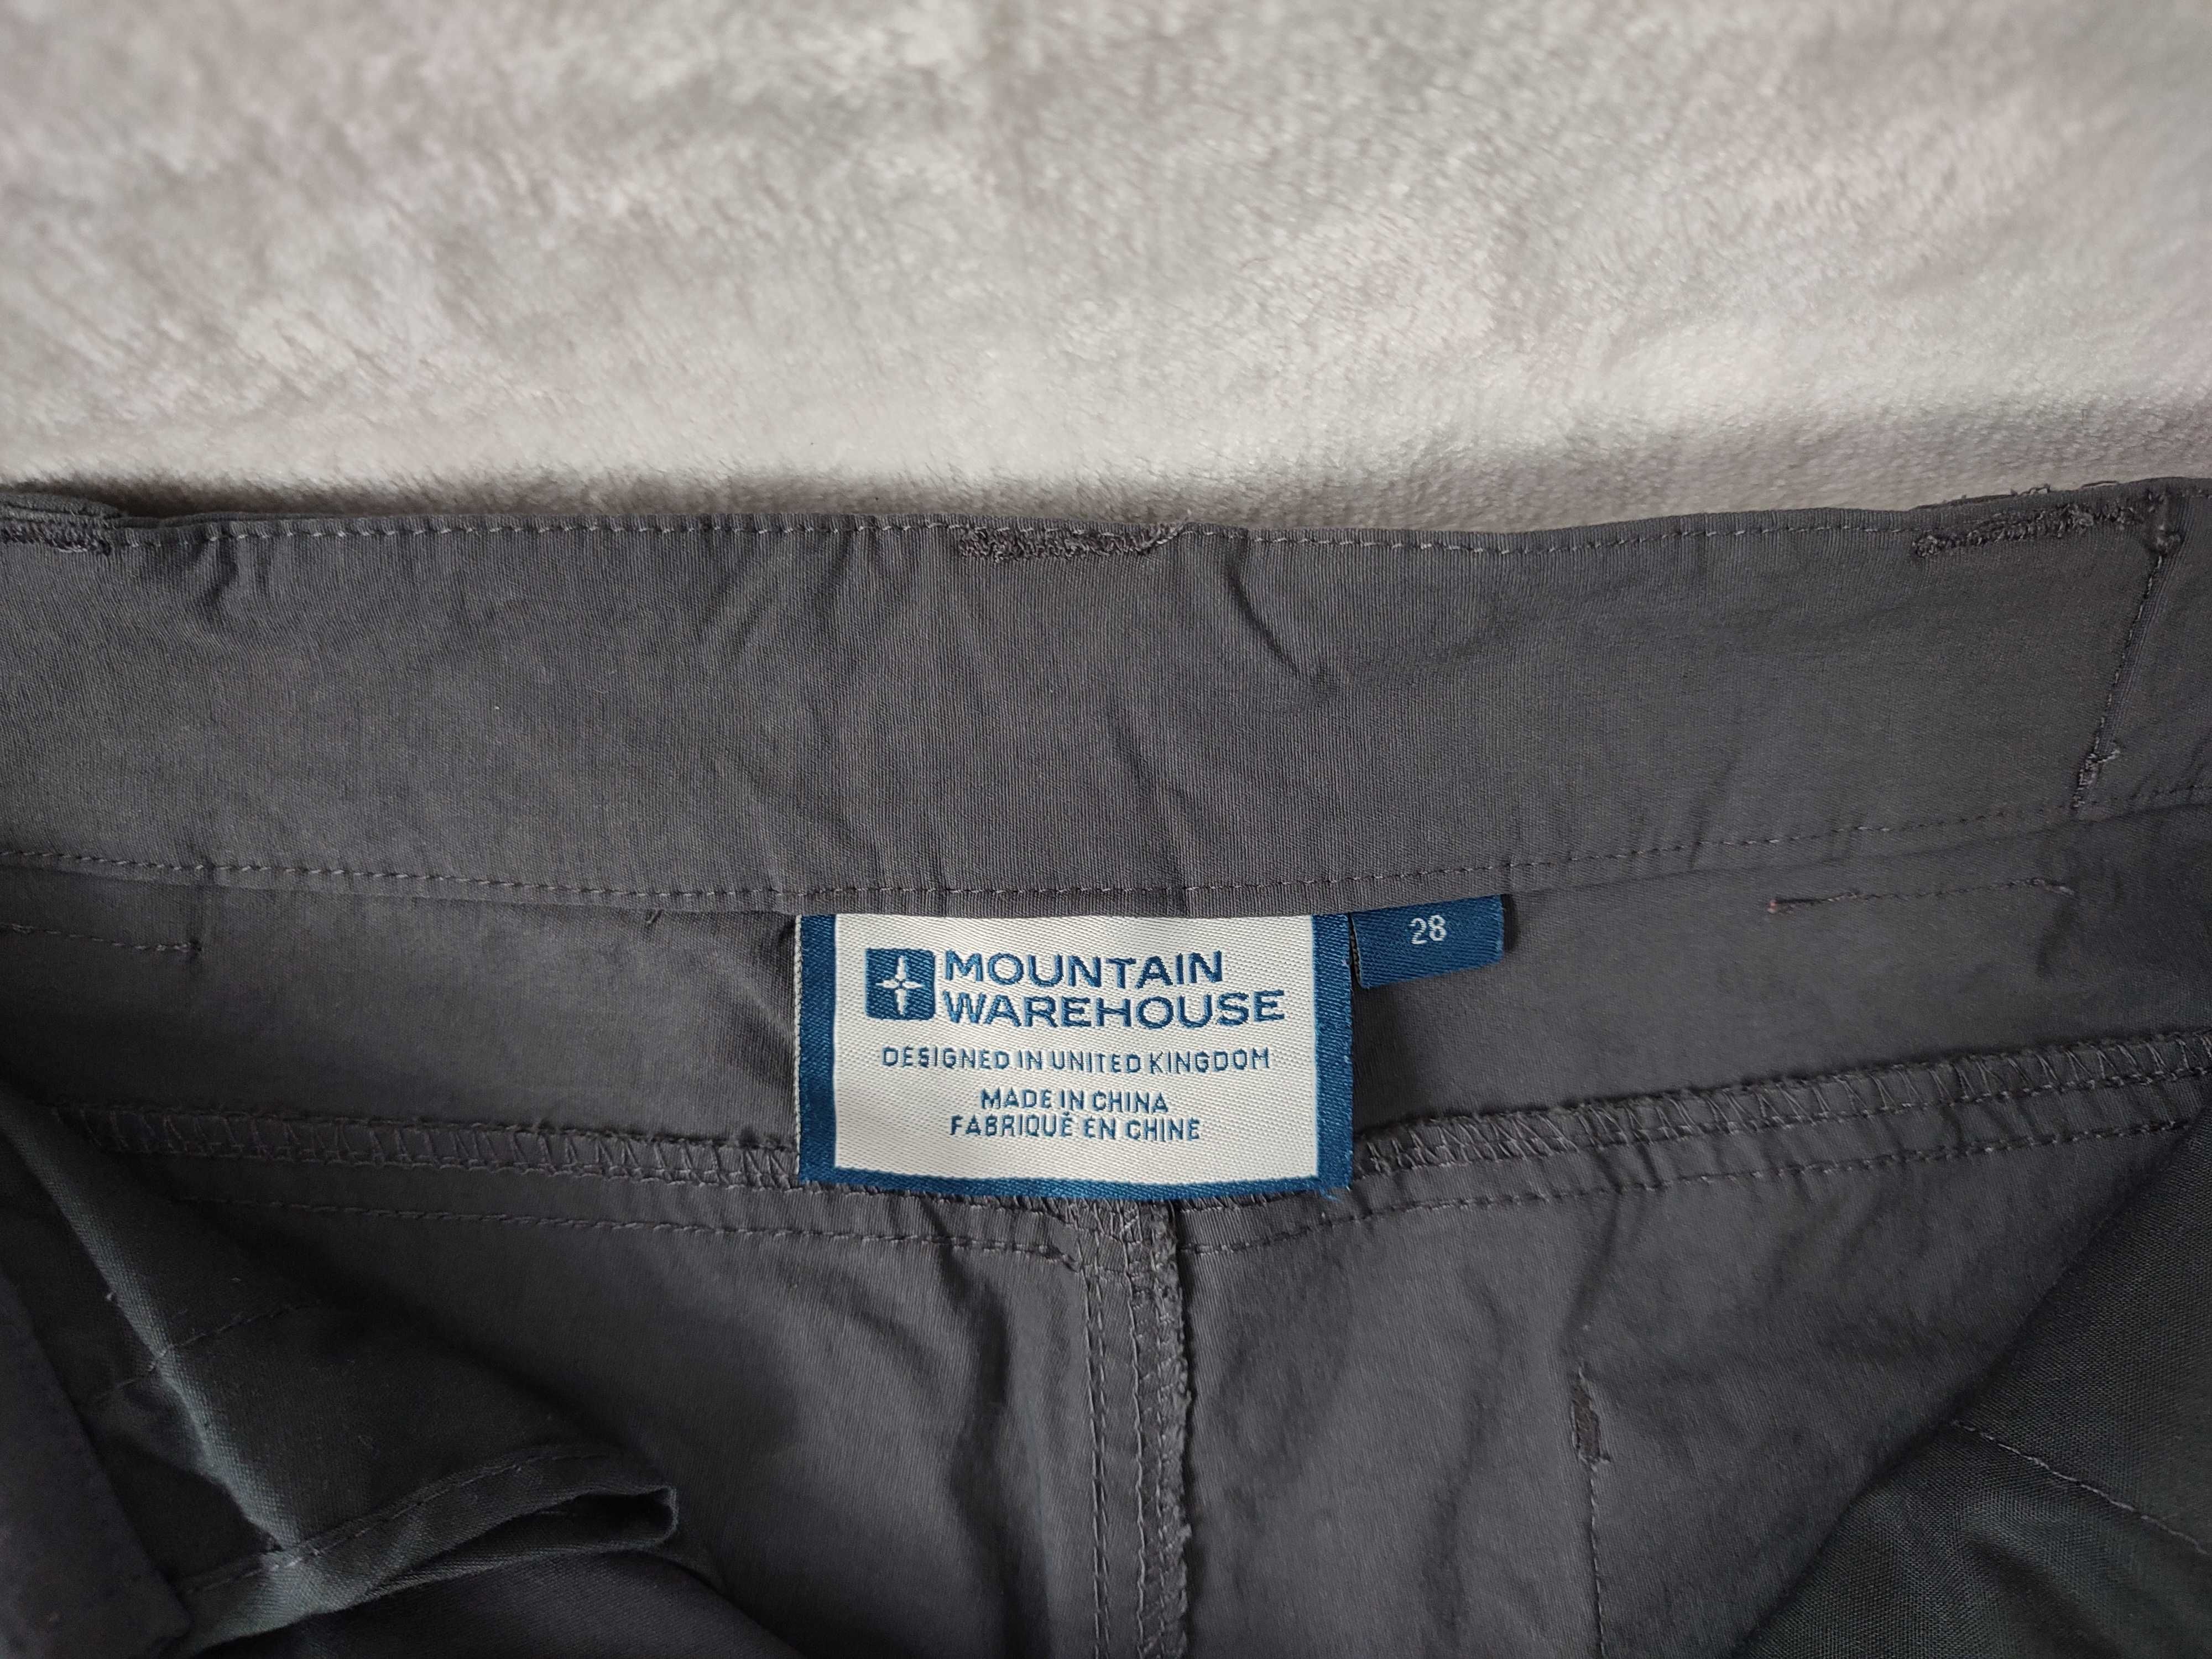 MOUNTAIN
WAREHOUSE
DESIGNED IN UNITED KINGDOM
MADE IN CHINA
FABRIQUÉ EN CHINE
28